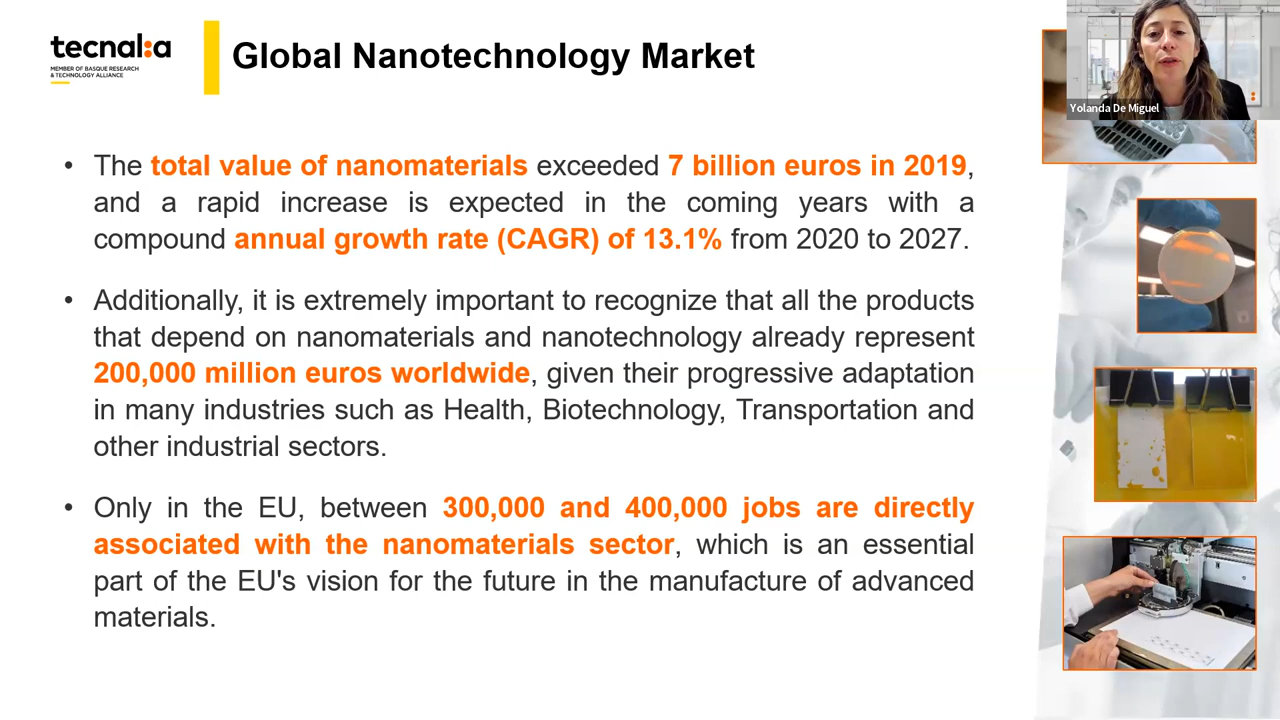 tecnalia
MEMBER OF BASQUE RESEARCH
& TECHNOLOGY ALLIANCE
Global Nanotechnology Market
Yolanda De Miguel
• The total value of nanomaterials exceeded 7 billion euros in 2019,
and a rapid increase is expected in the coming years with a
compound annual growth rate (CAGR) of 13.1% from 2020 to 2027.
• Additionally, it is extremely important to recognize that all the products
that depend on nanomaterials and nanotechnology already represent
200,000 million euros worldwide, given their progressive adaptation
in many industries such as Health, Biotechnology, Transportation and
other industrial sectors.
• Only in the EU, between 300,000 and 400,000 jobs are directly
associated with the nanomaterials sector, which is an essential
part of the EU's vision for the future in the manufacture of advanced
materials.